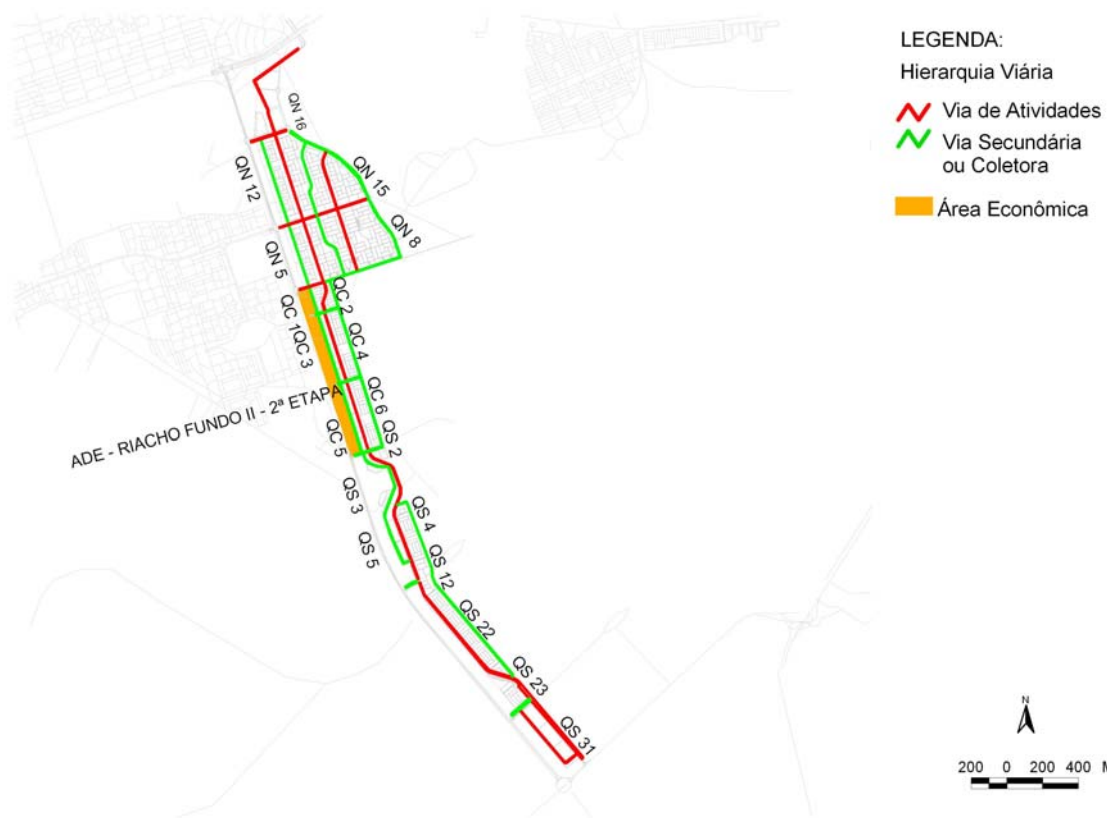 LEGENDA:
Hierarquia Viária
Via de Atividades
Via Secundária
ou Coletora
Área Econômica
QN 16
QN 15
QN 12
QN 8
QN 5
QC 2
QC 1
QC 3
QC 4
QC 6
ADE - RIACHO FUNDO II - 2ª ETAPA
QC 5
QS 2
QS 3
QS 4
QS 5
QS 12
QS 22
QS 23
QS 31
N
200 0 200 400 M